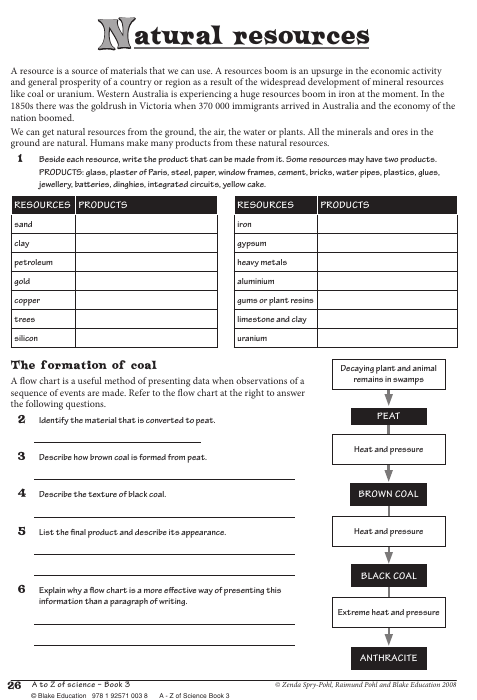 Natural resources
A resource is a source of materials that we can use. A resources boom is an upsurge in the economic activity
and general prosperity of a country or region as a result of the widespread development of mineral resources
like coal or uranium. Western Australia is experiencing a huge resources boom in iron at the moment. In the
1850s there was the goldrush in Victoria when 370 000 immigrants arrived in Australia and the economy of the
nation boomed.
We can get natural resources from the ground, the air, the water or plants. All the minerals and ores in the
ground are natural. Humans make many products from these natural resources.
1 Beside each resource, write the product that can be made from it. Some resources may have two products.
PRODUCTS: glass, plaster of Paris, steel, paper, window frames, cement, bricks, water pipes, plastics, glues,
jewellery, batteries, dinghies, integrated circuits, yellow cake.
RESOURCES PRODUCTS
sand
clay
petroleum
gold
copper
trees
silicon
RESOURCES PRODUCTS
iron
gypsum
heavy metals
aluminium
gums or plant resins
limestone and clay
uranium
The formation of coal
A flow chart is a useful method of presenting data when observations of a
sequence of events are made. Refer to the flow chart at the right to answer
the following questions.
2 Identify the material that is converted to peat.
3 Describe how brown coal is formed from peat.
4 Describe the texture of black coal.
5 List the final product and describe its appearance.
6 Explain why a flow chart is a more effective way of presenting this
information than a paragraph of writing.
Decaying plant and animal
remains in swamps
PEAT
Heat and pressure
BROWN COAL
Heat and pressure
BLACK COAL
Extreme heat and pressure
ANTHRACITE
26 A to Z of science – Book 3
© Zenda Spry-Pohl, Raimund Pohl and Blake Education 2008
© Blake Education 978 1 92571 003 8 A - Z of Science Book 3